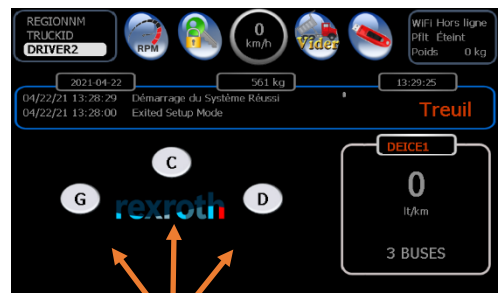 REGIONNM
TRUCKID
DRIVER2
RPM
0
km/h
Vider
WiFi Hors ligne
Pflt Éteint
Poids 0 kg
2021-04-22
561 kg
13:29:25
04/22/21 13:28:29 Démarrage du Système Réussi
04/22/21 13:28:00 Exited Setup Mode
Treuil
DEICE1
C
G
D
rexroth
0
lt/km
3 BUSES